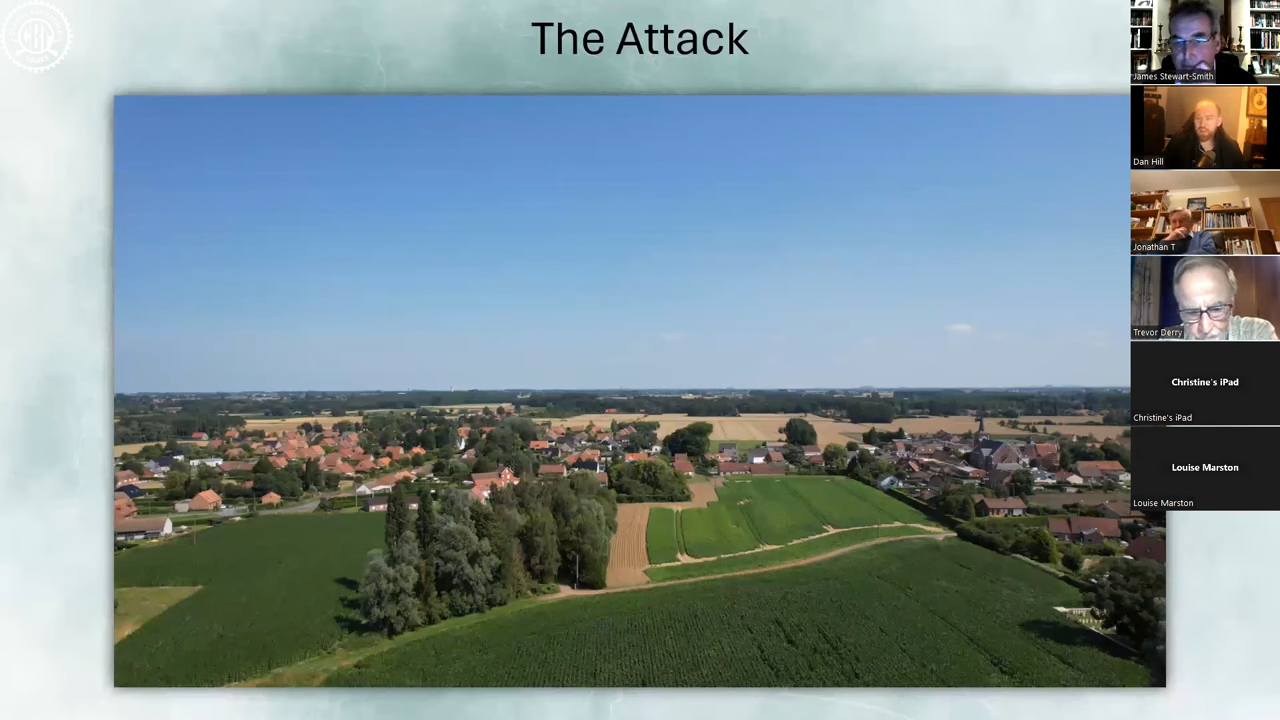 The Attack
James Stewart-Smith
Dan Hill
Jonathan T
Trevor Derry
Christine's iPad
Christine's iPad
Louise Marston
Louise Marston